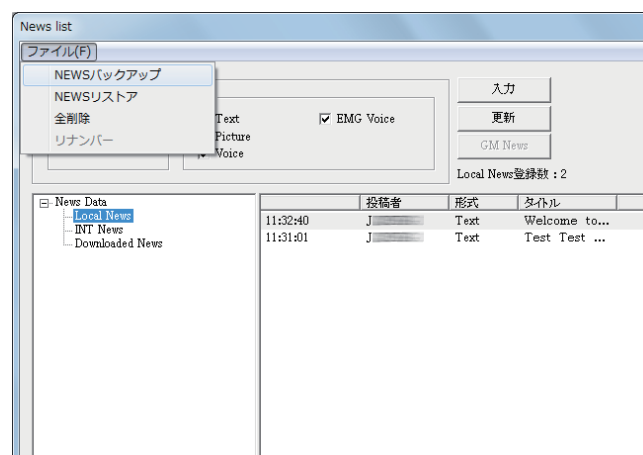 News list
ファイル(F)
NEWSバックアップ
NEWSリストア
全削除
リナンバー
Text
Picture
Voice
EMG Voice
入力
更新
GM News
Local News登録数：2
News Data
Local News
INT News
Downloaded News
投稿者 形式 タイトル
11:32:40 J Text Welcome to...
11:31:01 J Text Test Test ...